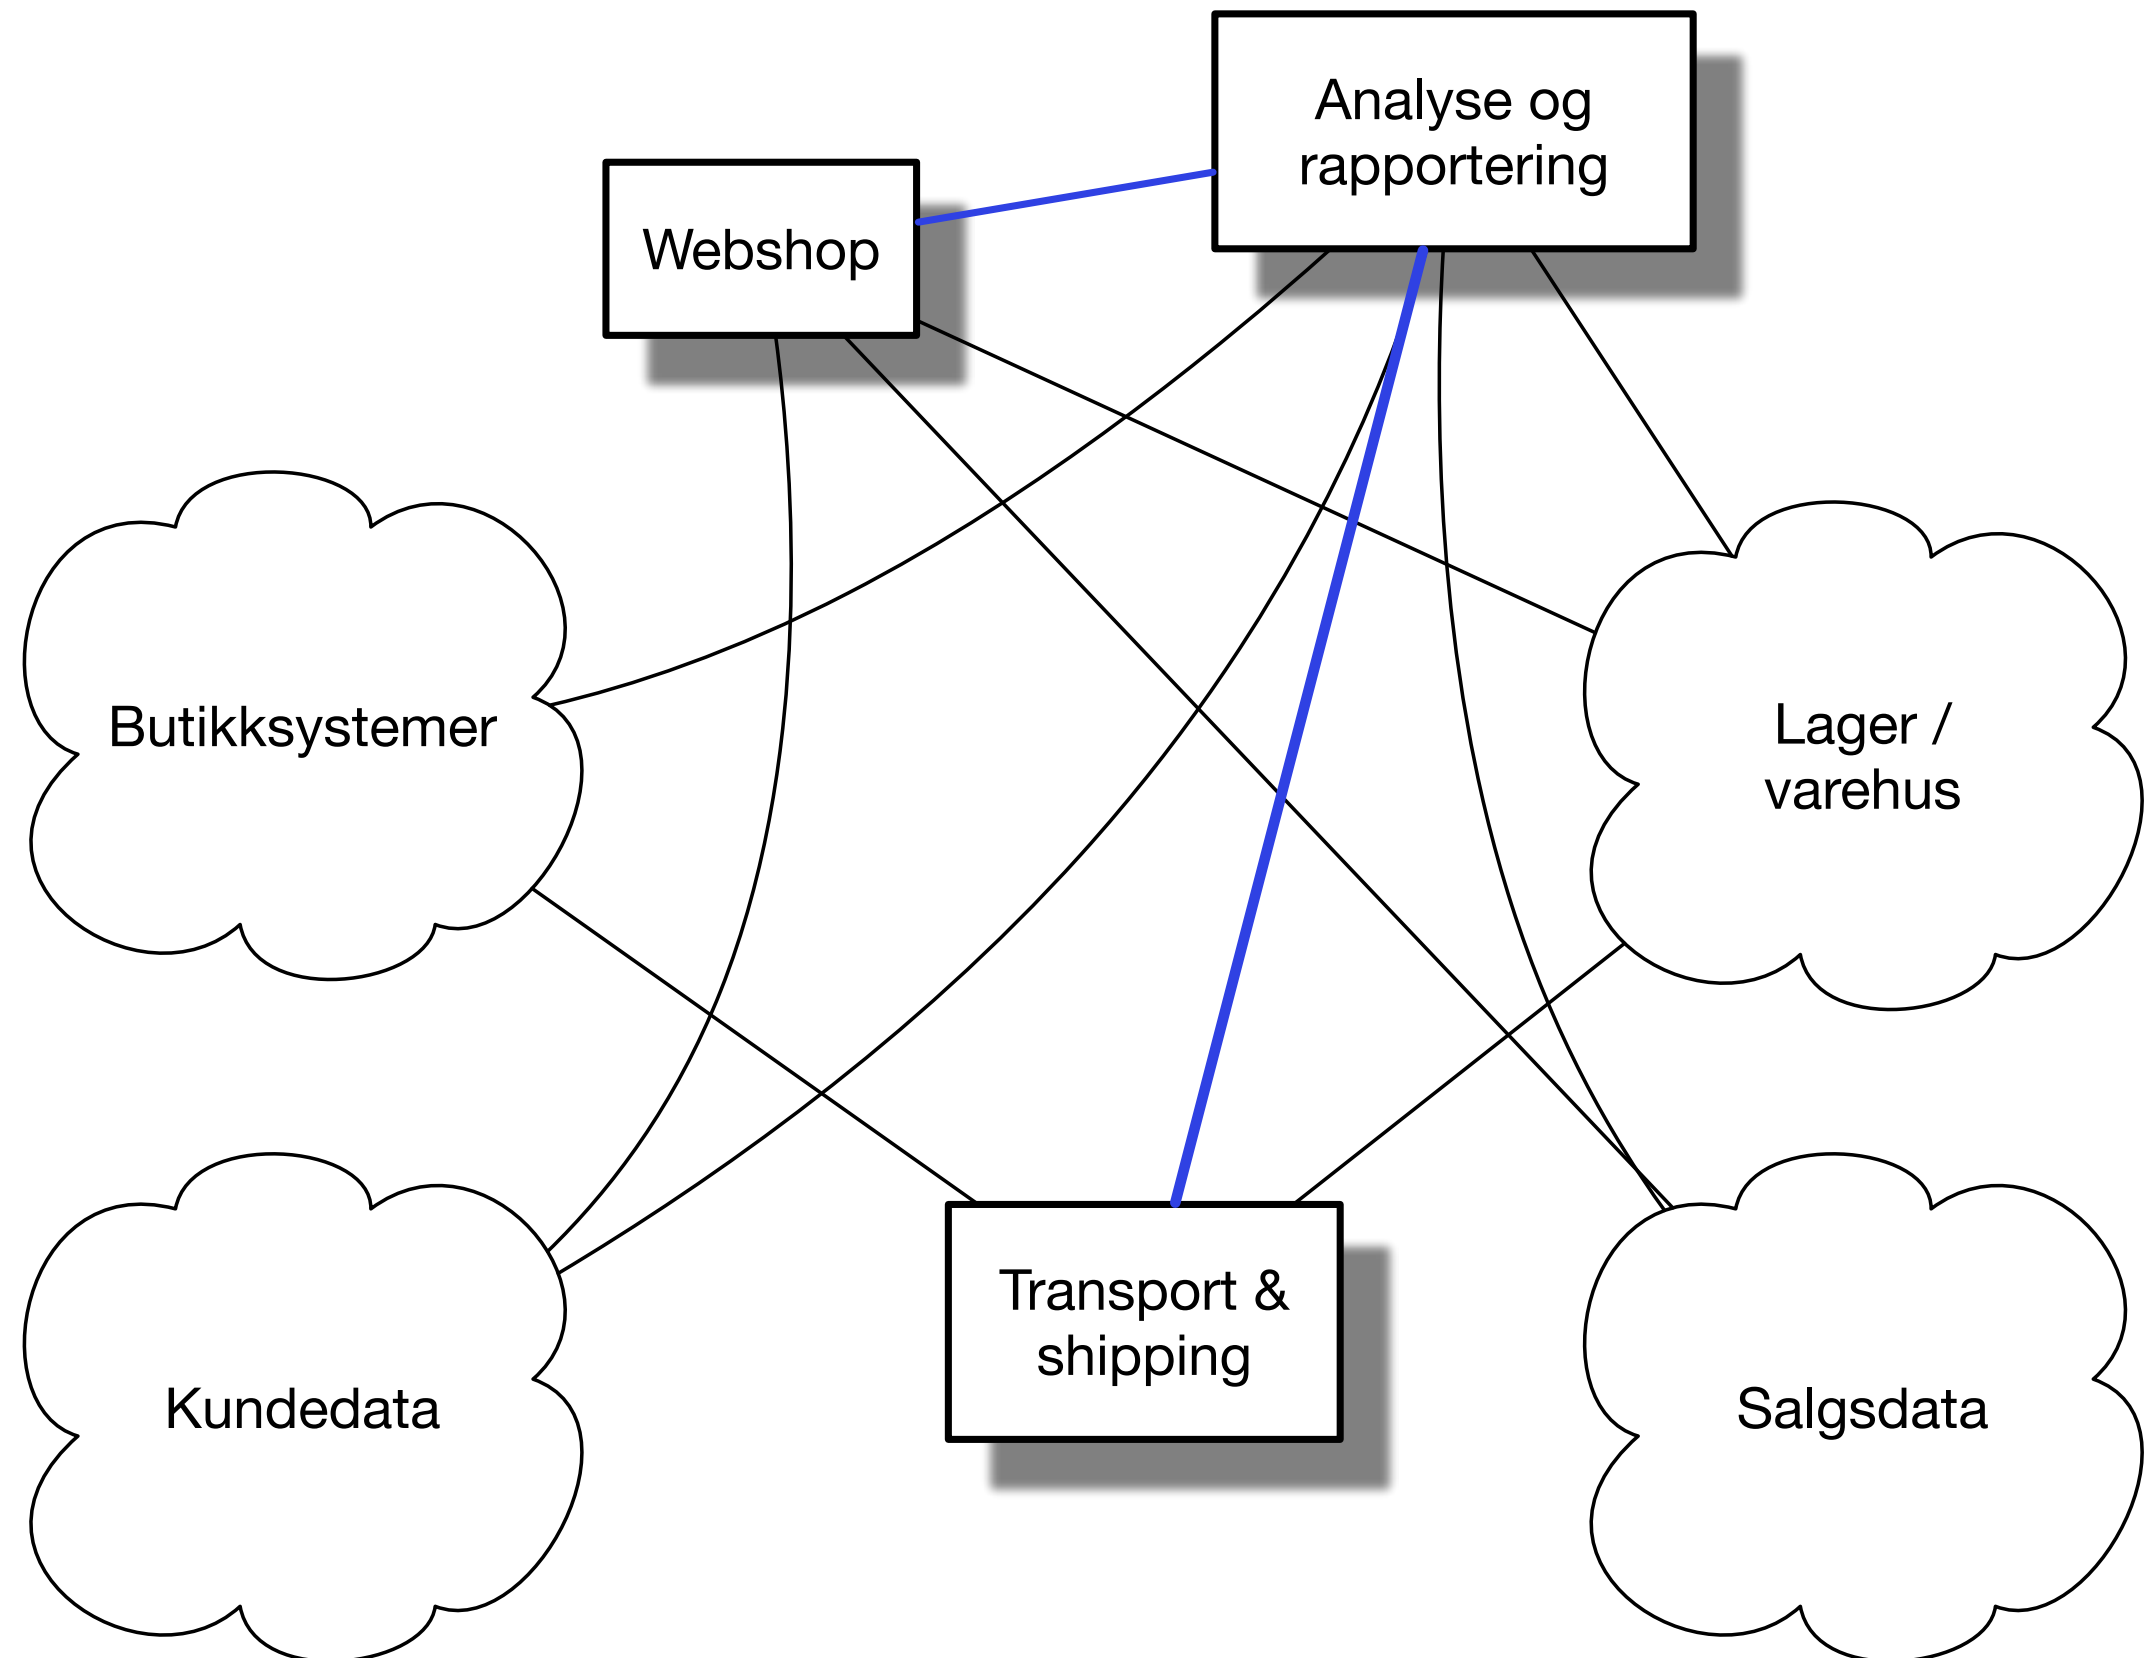 Analyse og
rapportering
Webshop
Butikksystemer
Lager /
varehus
Transport &
shipping
Kundedata
Salgsdata